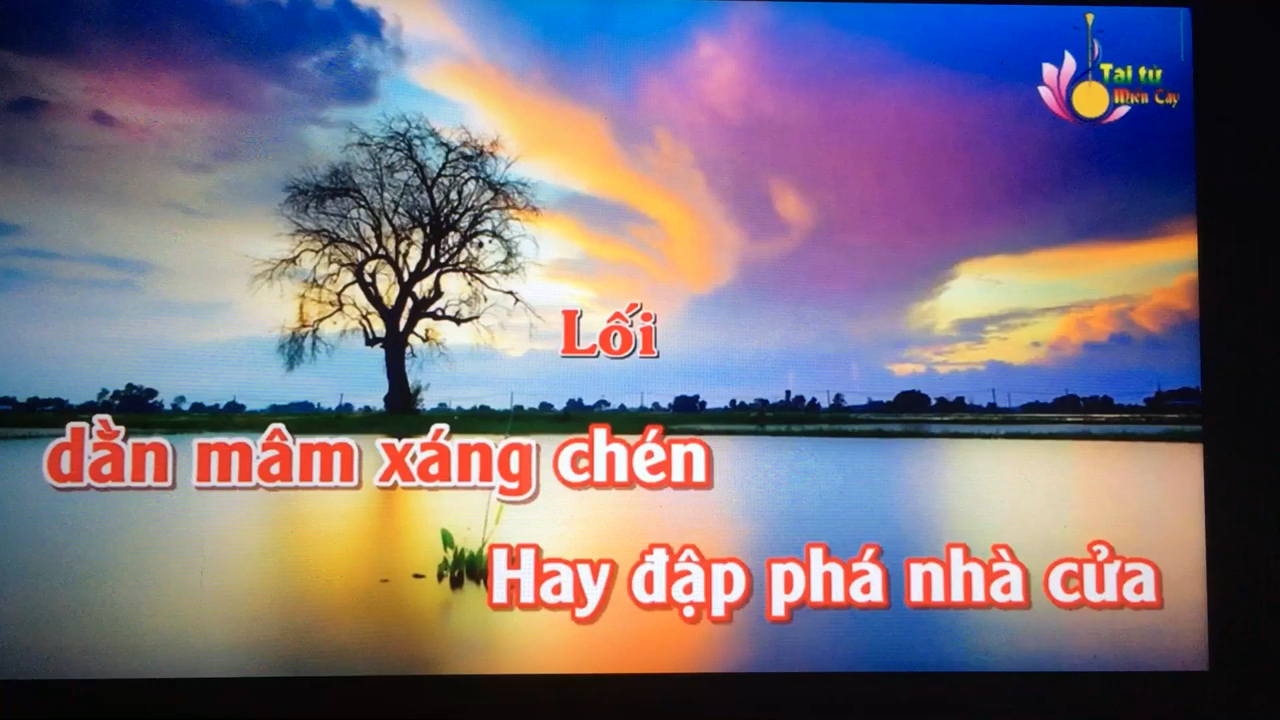 Tài tử
Miền Tây
Lối
dằn mâm xáng chén
Hay đập phá nhà cửa